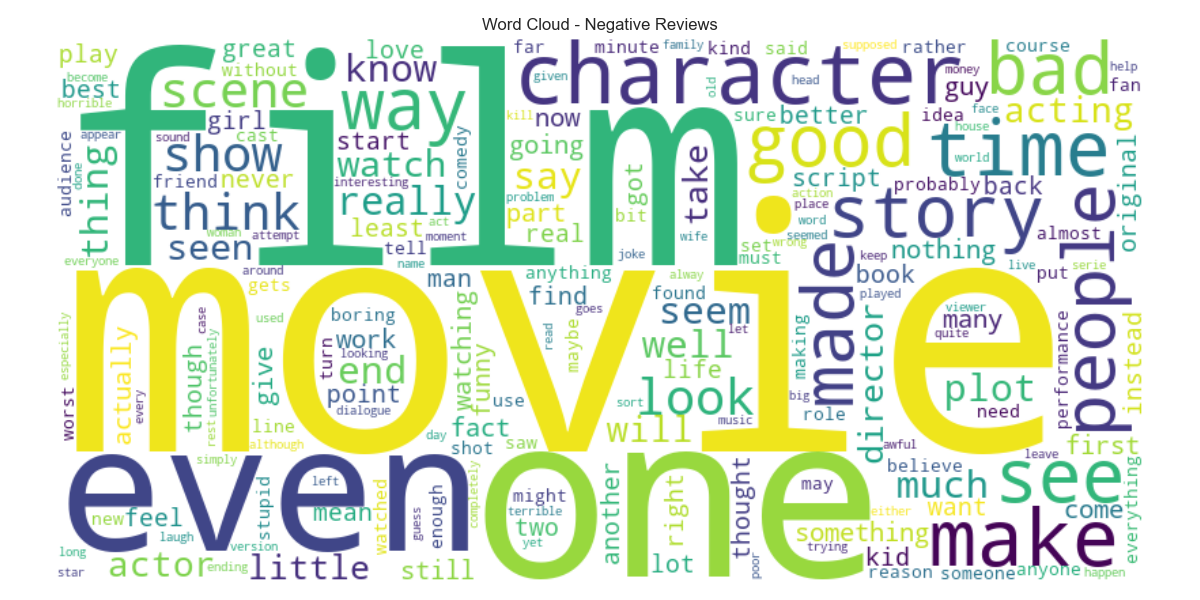 Word Cloud - Negative Reviews
play
great
love
far
minute
family
kind
said
supposed
rather
course
become
without
know
character
given
old
head
money
bad
help
best
horrible
scene
way
guy
fan
film
girl
kill
now
sure
better
idea
face
acting
audience
appear
sound
cast
start
going
good
house
time
thing
done
show
watch
comedy
say
got
take
script
world
original
friend
never
interesting
problem
action
probably
back
think
really
part
bit
place
story
people
woman
least
act
real
word
almost
seen
attempt
tell
moment
wife
set
wrong
seemed
nothing
everyone
name
joke
must
keep
live
put
serie
around
gets
man
anything
alway
made
book
movie
find
found
played
viewer
especially
used
boring
seem
many
case
work
goes
let
making
director
quite
performance
instead
actually
though
give
turn
looking
end
watching
funny
read
maybe
well
life
plot
worst
every
rest
unfortunately
point
dialogue
use
sort
look
big
role
need
line
fact
will
music
although
day
shot
saw
awful
leave
first
simply
even
one
believe
see
left
completely
another
right
thought
may
much
come
everything
new
feel
stupid
mean
watched
guess
enough
might
terrible
two
either
want
laugh
version
yet
something
make
long
trying
kid
star
actor
ending
little
still
lot
poor
reason
someone
anyone
happen